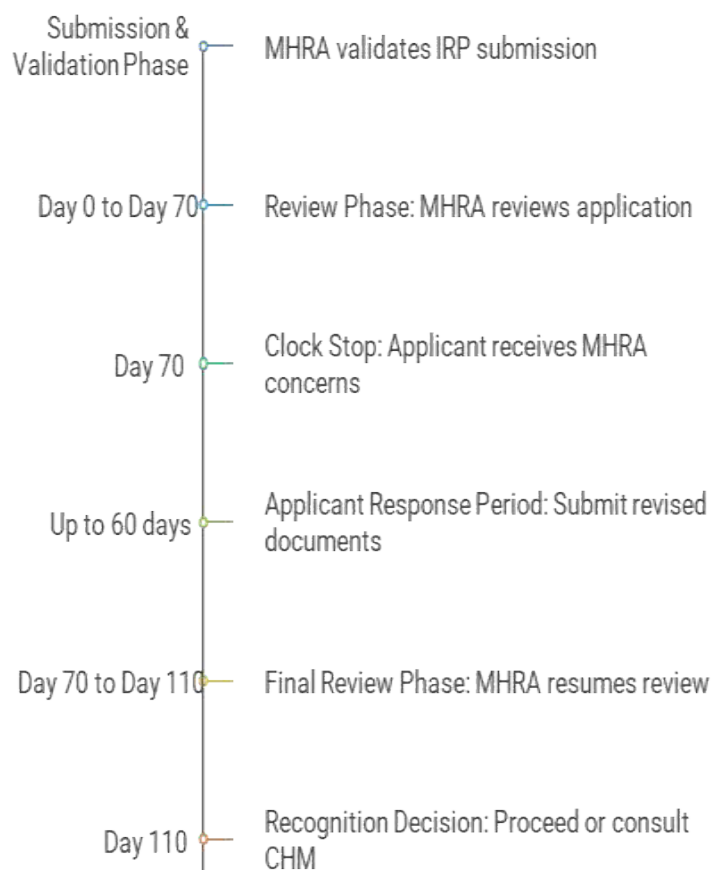 Submission &
Validation Phase
MHRA validates IRP submission
Day 0 to Day 70
Review Phase: MHRA reviews application
Day 70
Clock Stop: Applicant receives MHRA
concerns
Up to 60 days
Applicant Response Period: Submit revised
documents
Day 70 to Day 110
Final Review Phase: MHRA resumes review
Day 110
Recognition Decision: Proceed or consult
CHM